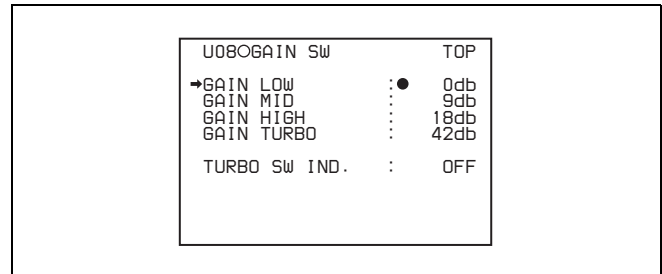 U08○GAIN SW TOP
➡GAIN LOW :● 0db
GAIN MID : 9db
GAIN HIGH : 18db
GAIN TURBO : 42db
TURBO SW IND. : OFF